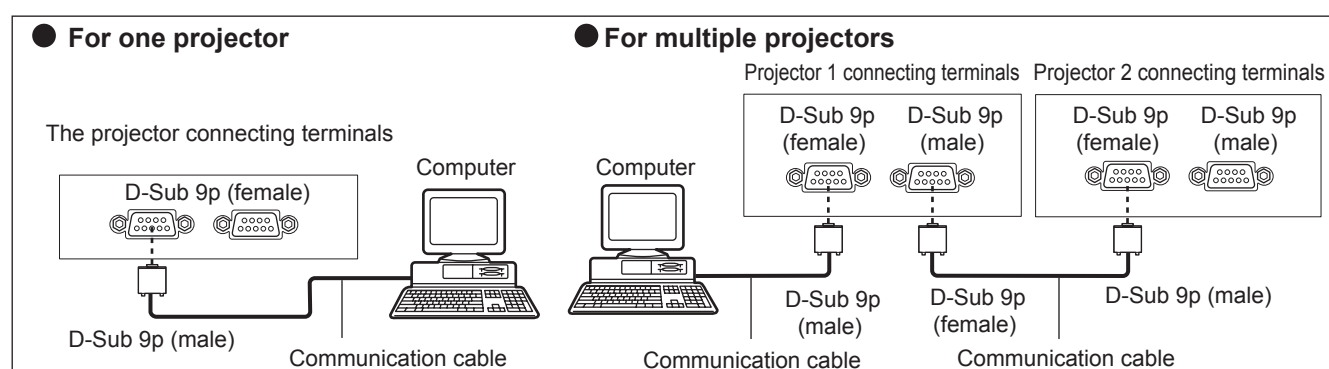 ● For one projector
The projector connecting terminals
D-Sub 9p (female)
Computer
D-Sub 9p (male)
Communication cable
● For multiple projectors
Projector 1 connecting terminals
Projector 2 connecting terminals
D-Sub 9p
(female)
D-Sub 9p
(male)
D-Sub 9p
(female)
D-Sub 9p
(male)
Computer
D-Sub 9p
(male)
D-Sub 9p
(female)
D-Sub 9p (male)
Communication cable
Communication cable